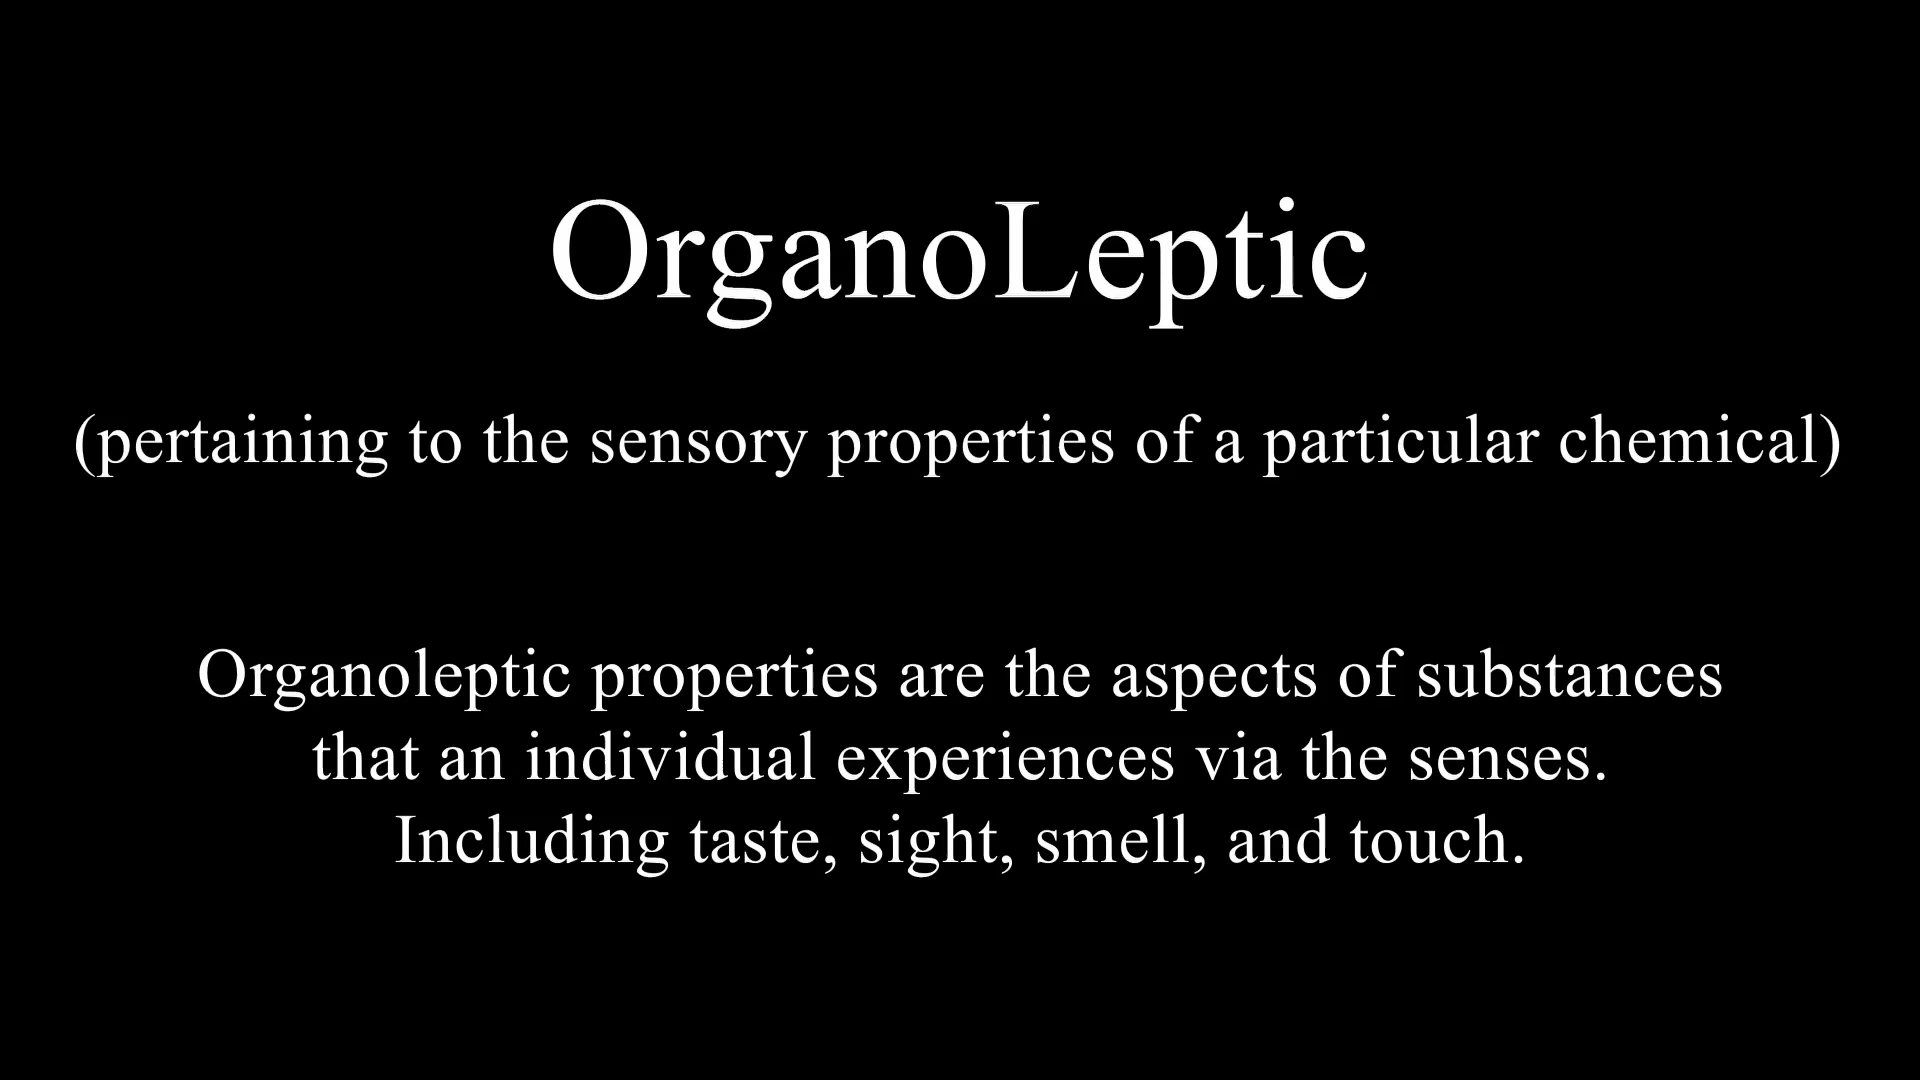 OrganoLeptic
(pertaining to the sensory properties of a particular chemical)
Organoleptic properties are the aspects of substances
that an individual experiences via the senses.
Including taste, sight, smell, and touch.